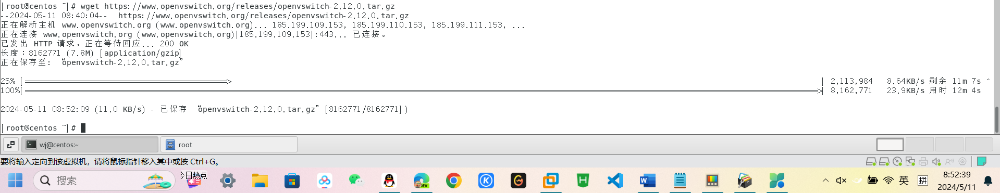 [root@centos ~]# wget https://www.openvswitch.org/releases/openvswitch-2.12.0.tar.gz
--2024-05-11 08:40:04--  https://www.openvswitch.org/releases/openvswitch-2.12.0.tar.gz
正在解析主机 www.openvswitch.org (www.openvswitch.org)... 185.199.109.153, 185.199.110.153, 185.199.111.153, ...
正在连接 www.openvswitch.org (www.openvswitch.org)|185.199.109.153|:443... 已连接。
已发出 HTTP 请求，正在等待回应... 200 OK
长度：8162771 (7.8M) [application/gzip]
正在保存至: “openvswitch-2.12.0.tar.gz”
25% [=====> ] 2,113,984 8.64KB/s 剩余 11m 7s ^
100%[=====>] 8,162,771 23.9KB/s 用时 12m 4s
2024-05-11 08:52:09 (11.0 KB/s) - 已保存 “openvswitch-2.12.0.tar.gz” [8162771/8162771])
[root@centos ~]#
wj@centos:~ root
要将输入定向到该虚拟机，请将鼠标指针移入其中或按 Ctrl+G。
搜索 今日热点 DEV 英 拼 8:52:39
2024/5/11